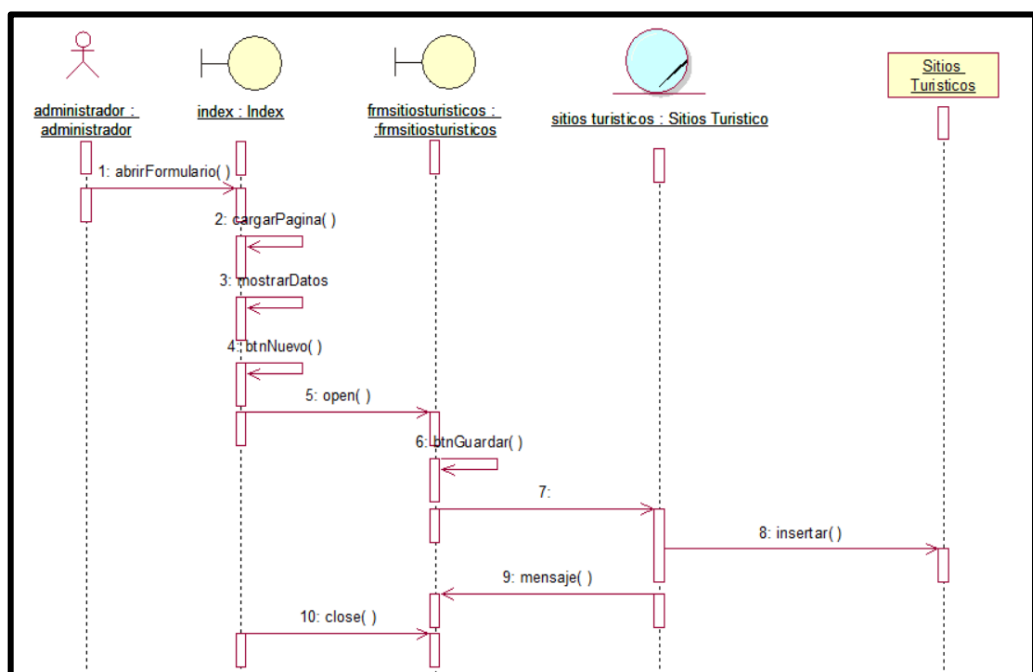 administrador :
administrador
index : Index
frmsitiosturisticos :
:frmsitiosturisticos
sitios turisticos : Sitios Turistico
Sitios
Turisticos
1: abrirFormulario( )
2: cargarPagina( )
3: mostrarDatos
4: btnNuevo( )
5: open( )
6: btnGuardar( )
7:
8: insertar( )
9: mensaje( )
10: close( )